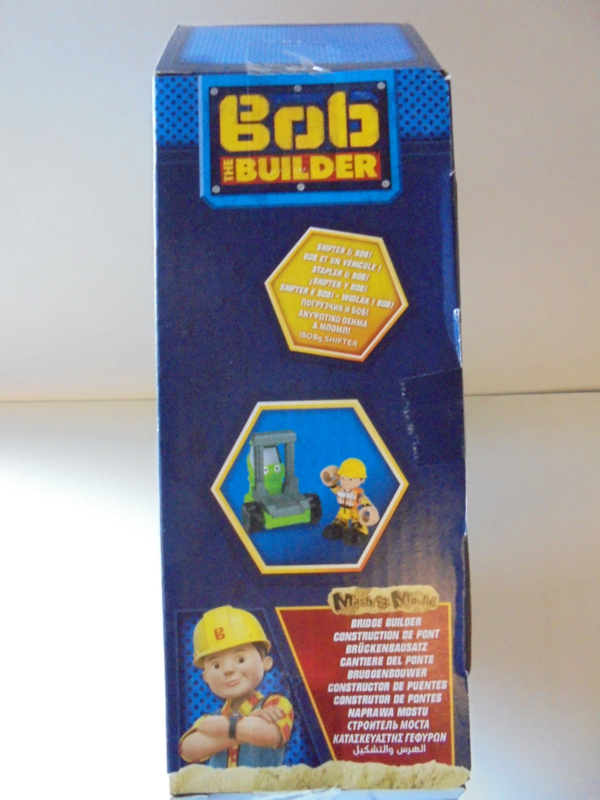 Bob
THE BUILDER
SHIFTER & BOB!
BOB ET UN VÉHICULE !
STAPLER & BOB!
¡SHIFTER Y BOB!
SHIFTER E BOB! • WIDLAK I BOB!
ПОГРУЗЧИК И БОБ!
ΑΝΥΨΩΤΙΚΟ ΟΧΗΜΑ
& ΜΠΟΜΠ!
SHIFTER
B
Mash & Mould
BRIDGE BUILDER
CONSTRUCTION DE PONT
BRÜCKENBAUSATZ
CANTIERE DEL PONTE
BRUGGENBOUWER
CONSTRUCTOR DE PUENTES
CONSTRUTOR DE PONTES
NAPRAWA MOSTU
СТРОИТЕЛЬ МОСТА
ΚΑΤΑΣΚΕΥΑΣΤΗΣ ΓΕΦΥΡΩΝ
الهرس والتشكيل